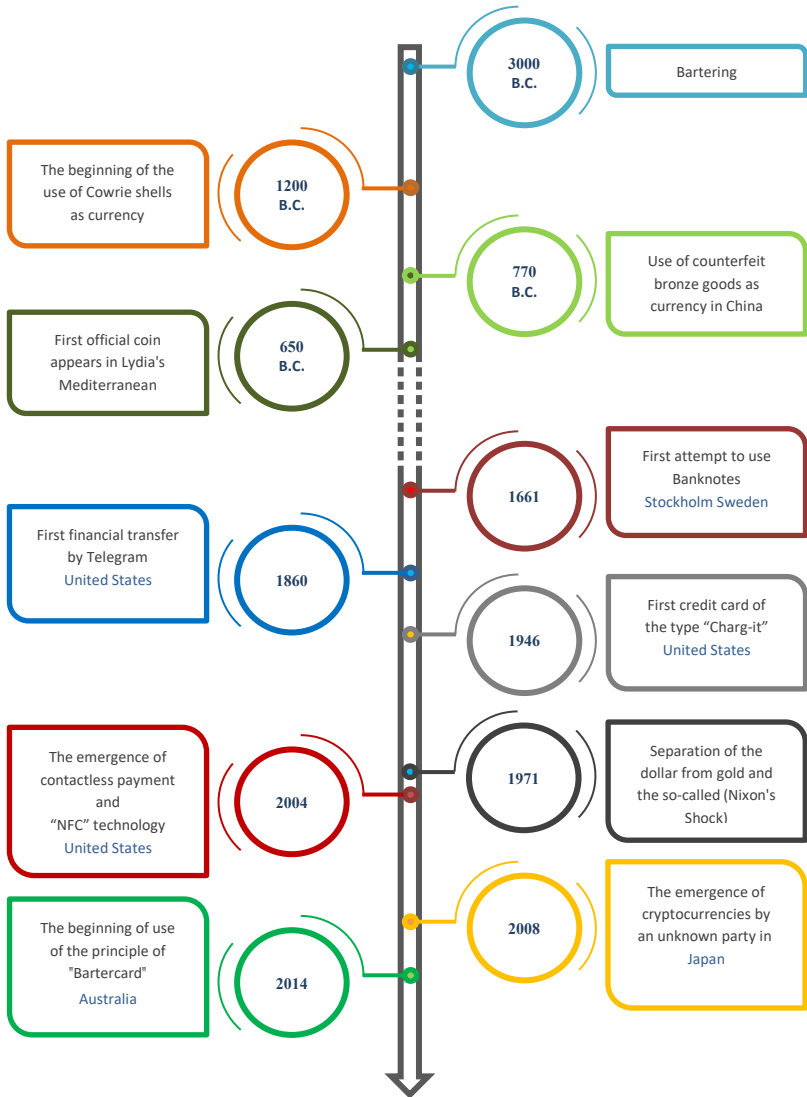 3000
B.C.
Bartering
The beginning of the
use of Cowrie shells
as currency
1200
B.C.
770
B.C.
Use of counterfeit
bronze goods as
currency in China
First official coin
appears in Lydia's
Mediterranean
650
B.C.
1661
First attempt to use
Banknotes
Stockholm Sweden
First financial transfer
by Telegram
United States
1860
1946
First credit card of
the type “Charg-it”
United States
1971
Separation of the
dollar from gold and
the so-called (Nixon's
Shock)
The emergence of
contactless payment
and
“NFC” technology
United States
2004
2008
The emergence of
cryptocurrencies by
an unknown party in
Japan
The beginning of use
of the principle of
"Bartercard"
Australia
2014